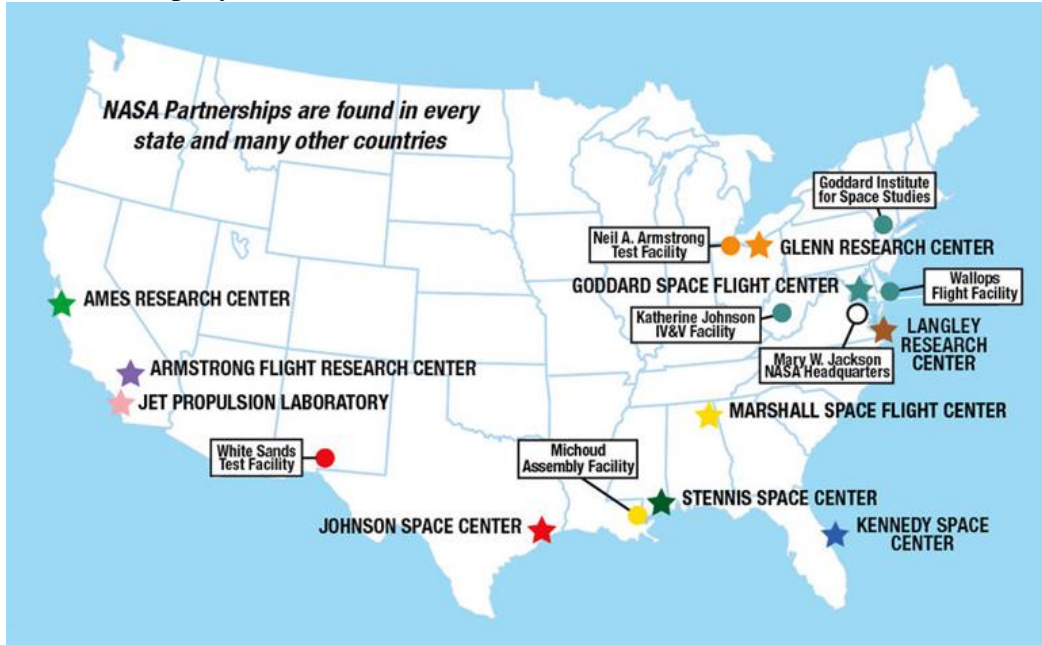 NASA Partnerships are found in every
state and many other countries
Goddard Institute
for Space Studies
Neil A. Armstrong
Test Facility
GLENN RESEARCH CENTER
GODDARD SPACE FLIGHT CENTER
Wallops
Flight Facility
AMES RESEARCH CENTER
Katherine Johnson
IV&V Facility
LANGLEY
RESEARCH
CENTER
Mary W. Jackson
NASA Headquarters
ARMSTRONG FLIGHT RESEARCH CENTER
JET PROPULSION LABORATORY
MARSHALL SPACE FLIGHT CENTER
White Sands
Test Facility
Michoud
Assembly Facility
STENNIS SPACE CENTER
JOHNSON SPACE CENTER
KENNEDY SPACE
CENTER